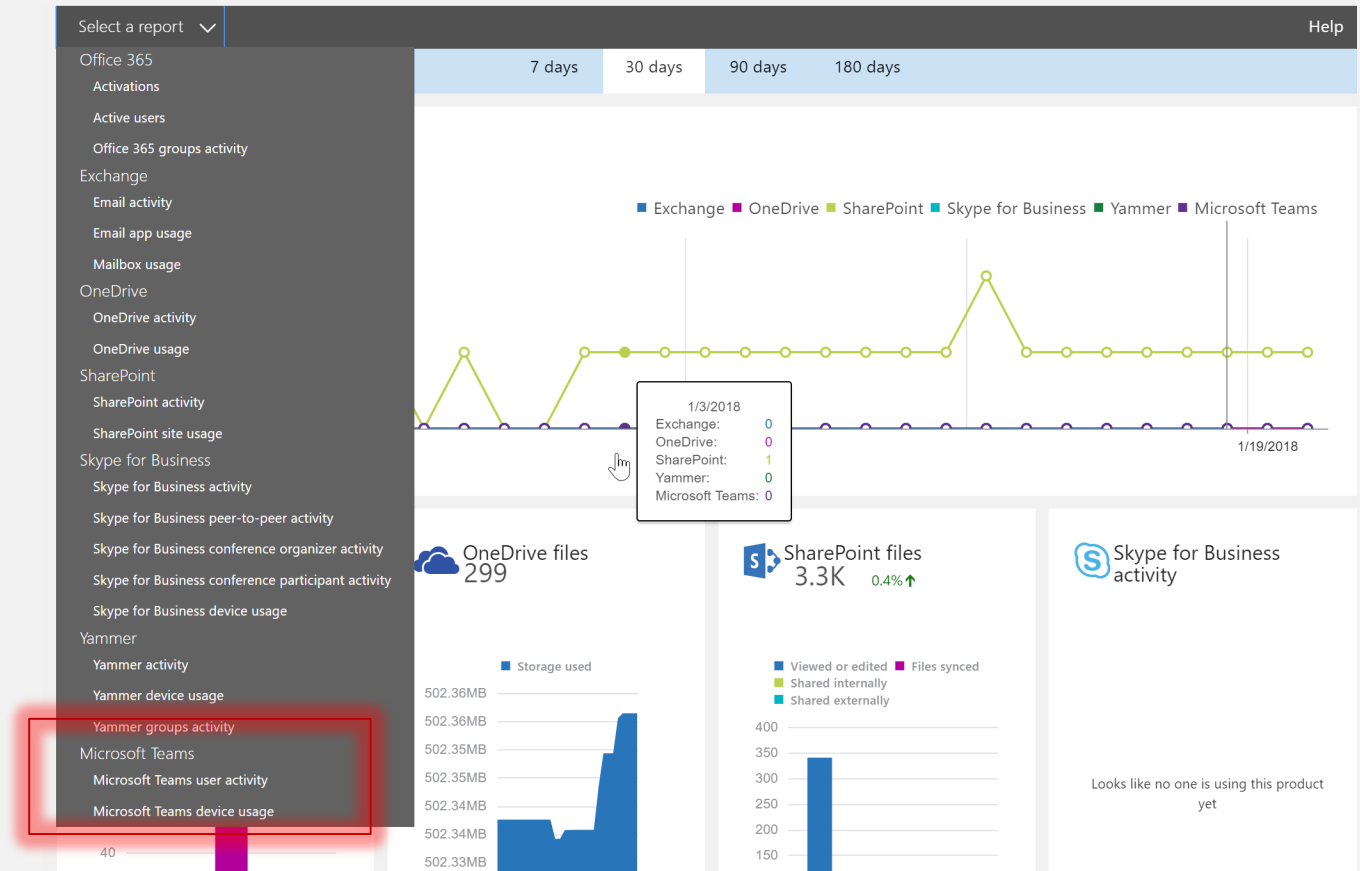 Select a report
Help
Office 365
Activations
Active users
Office 365 groups activity
Exchange
Email activity
Email app usage
Mailbox usage
OneDrive
OneDrive activity
OneDrive usage
SharePoint
SharePoint activity
SharePoint site usage
Skype for Business
Skype for Business activity
Skype for Business peer-to-peer activity
Skype for Business conference organizer activity
Skype for Business conference participant activity
Skype for Business device usage
Yammer
Yammer activity
Yammer device usage
Yammer groups activity
Microsoft Teams
Microsoft Teams user activity
Microsoft Teams device usage
40
7 days 30 days 90 days 180 days
Exchange OneDrive SharePoint Skype for Business Yammer Microsoft Teams
1/19/2018
1/3/2018
Exchange: 0
OneDrive: 0
SharePoint: 1
Yammer: 0
Microsoft Teams: 0
OneDrive files
299
Storage used
502.36MB
502.36MB
502.35MB
502.35MB
502.34MB
502.34MB
502.33MB
S
SharePoint files
3.3K 0.4%
Viewed or edited Files synced
Shared internally
Shared externally
400
350
300
250
200
150
S
Skype for Business
activity
Looks like no one is using this product
yet